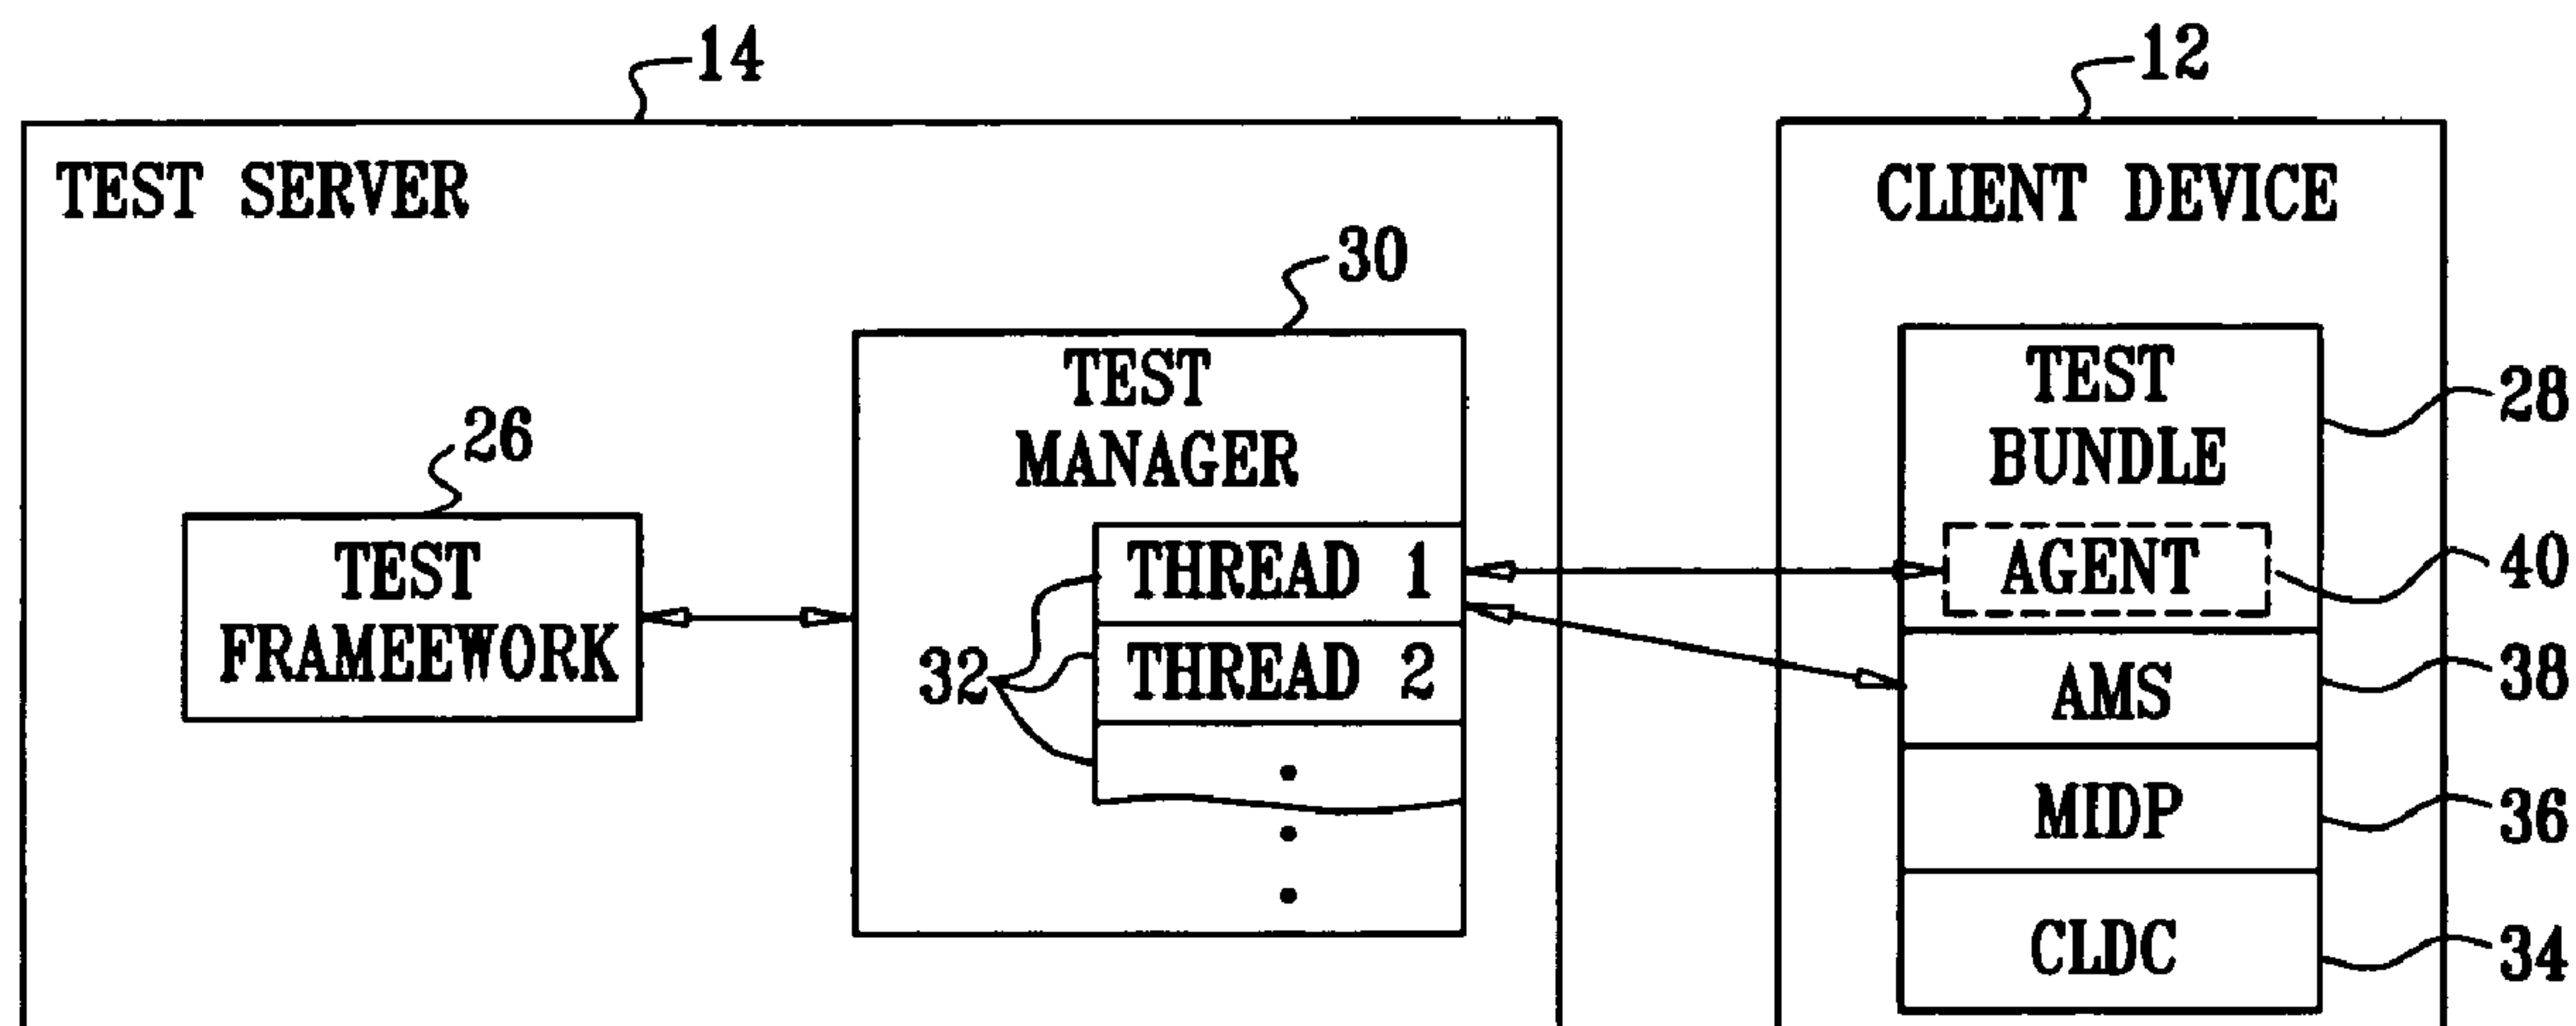 14
12
TEST SERVER
CLIENT DEVICE
30
TEST
MANAGER
TEST
BUNDLE
28
26
TEST
FRAMEEWORK
THREAD 1
AGENT
40
32
THREAD 2
AMS
38
MIDP
36
CLDC
34